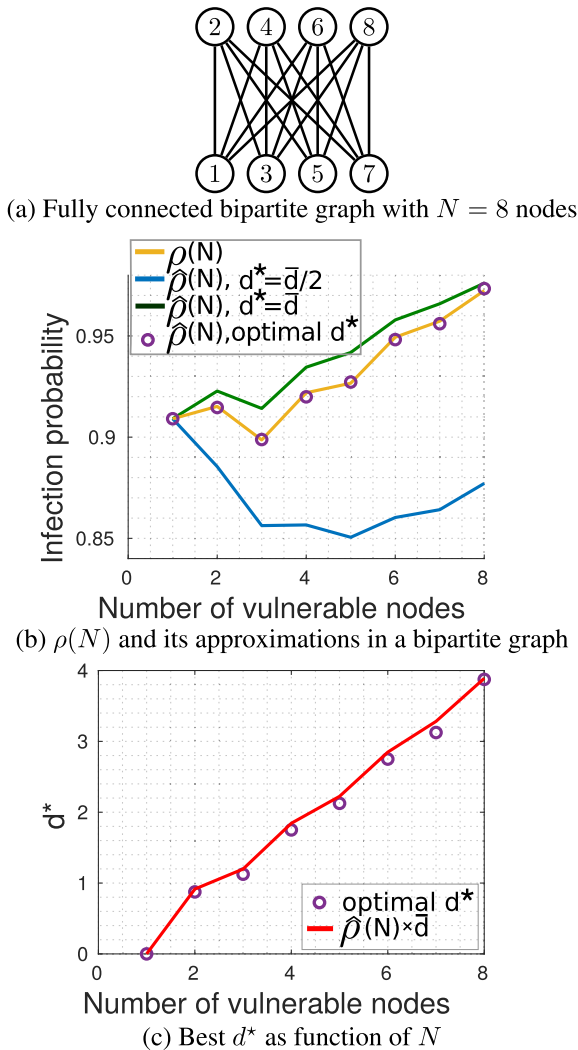 2 4 6 8
1 3 5 7
(a) Fully connected bipartite graph with N = 8 nodes
ρ(N)
ρ̂(N), d*=d̄/2
ρ̂(N), d*=d̄
ρ̂(N),optimal d*
Infection probability
0.95
0.9
0.85
0 2 4 6 8
Number of vulnerable nodes
(b) ρ(N) and its approximations in a bipartite graph
4
3
2
1
0
d*
optimal d*
ρ̂(N)×d̄
0 2 4 6 8
Number of vulnerable nodes
(c) Best d⋆ as function of N